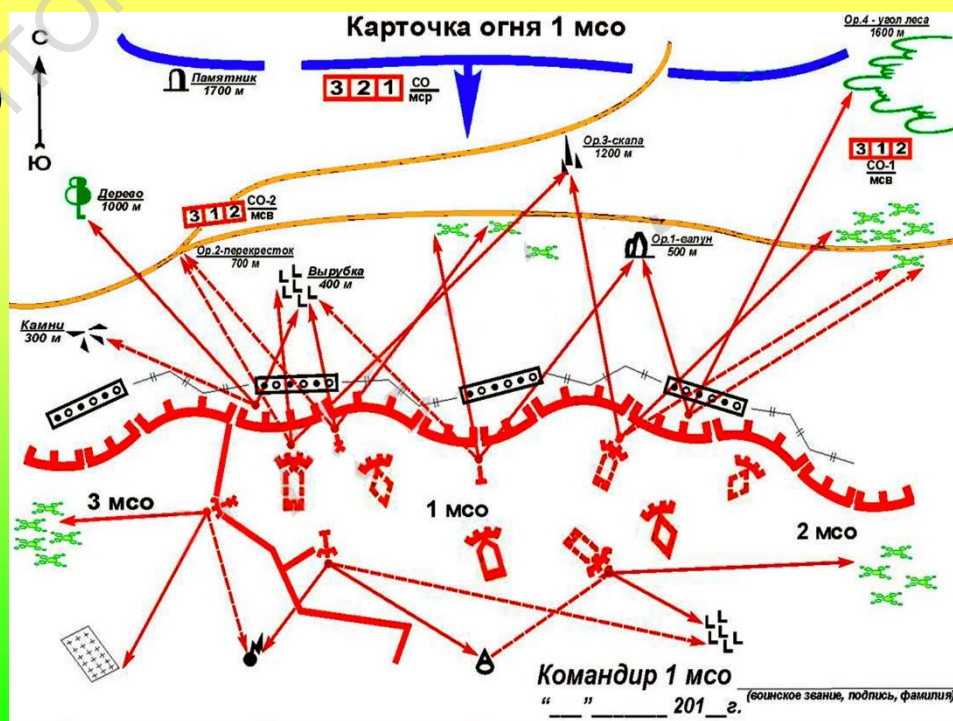 Карточка огня 1 мсо
Ор.4 - угол леса
1600 м
С
Ю
Памятник
1700 м
3 2 1 СО
мср
Ор.3-скала
1200 м
3 1 2
СО-1
мсв
Дерево
1000 м
3 1 2 СО-2
мсв
Ор.2-перекресток
700 м
Ор.1-валун
500 м
Вырубка
400 м
Камни
300 м
3 мсо
1 мсо
2 мсо
Командир 1 мсо
(воинское звание, подпись, фамилия)
“___”_______ 201__г.